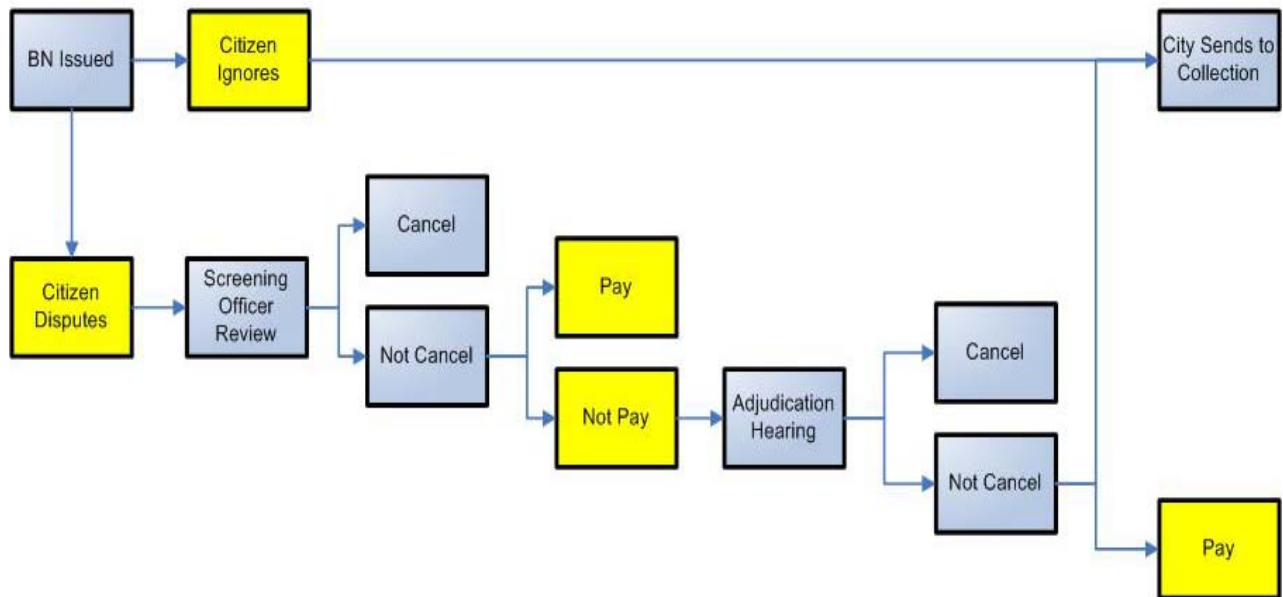 BN Issued
Citizen
Ignores
City Sends to
Collection
Citizen
Disputes
Screening
Officer
Review
Cancel
Not Cancel
Pay
Not Pay
Adjudication
Hearing
Cancel
Not Cancel
Pay